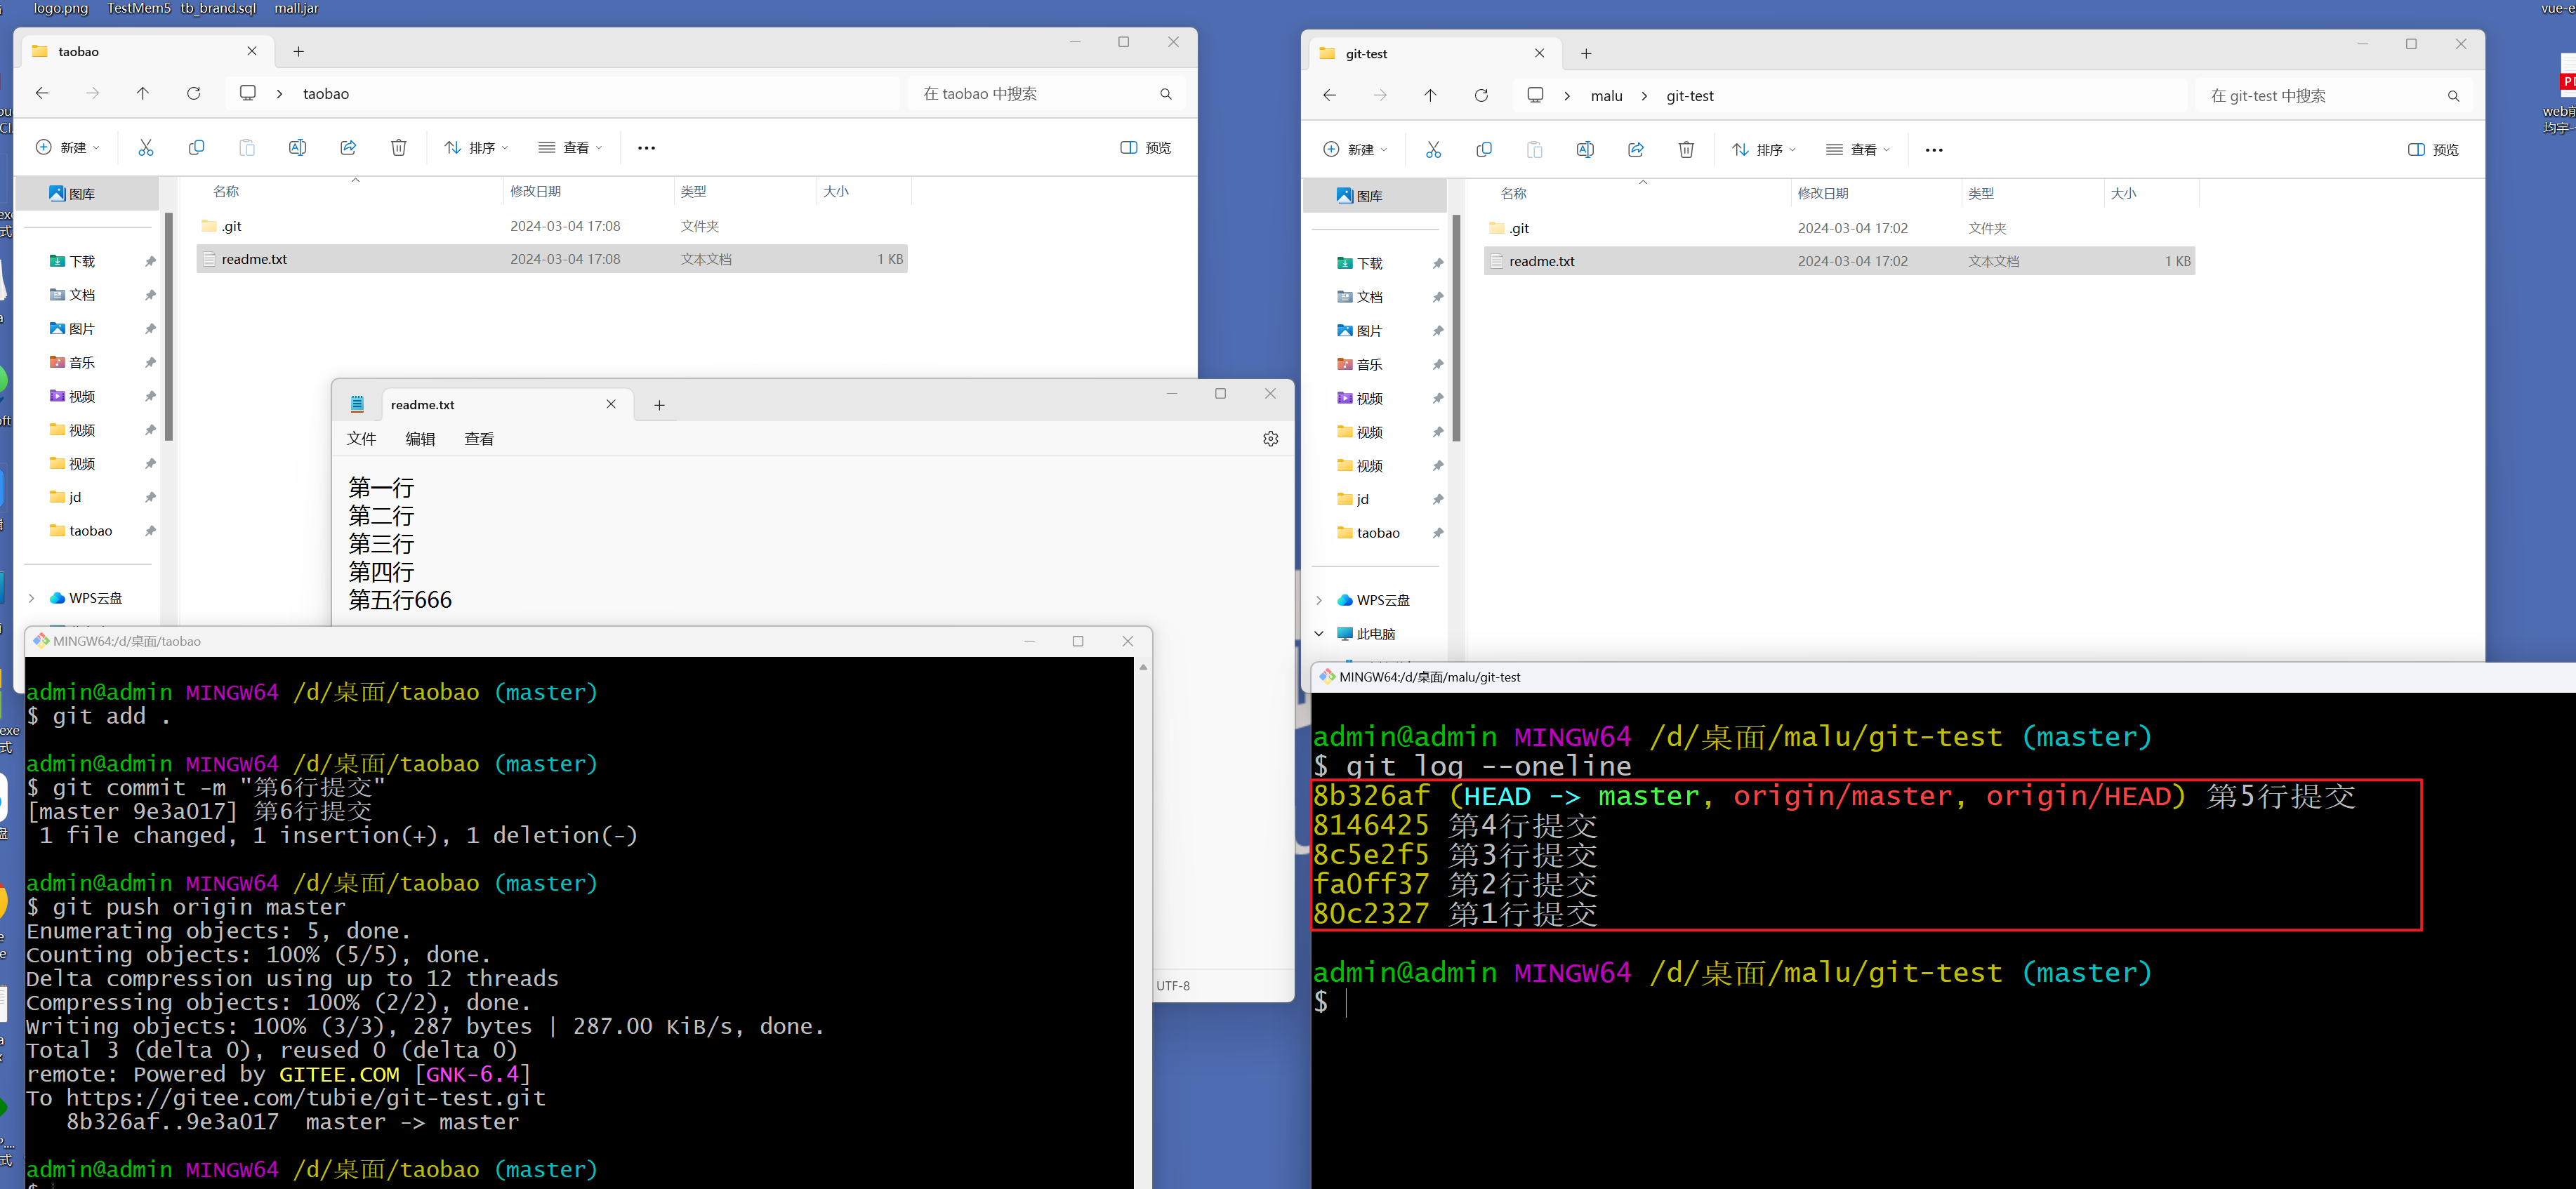 logo.png TestMem5 tb_brand.sql mall.jar
taobao
taobao
在 taobao 中搜索
新建 排序 查看 预览
图库
名称 修改日期 类型 大小
.git 2024-03-04 17:08 文件夹
readme.txt 2024-03-04 17:08 文本文档 1 KB
下载
文档
图片
音乐
视频
视频
视频
jd
taobao
WPS云盘
readme.txt
文件 编辑 查看
第一行
第二行
第三行
第四行
第五行666
UTF-8
MINGW64:/d/桌面/taobao
admin@admin MINGW64 /d/桌面/taobao (master)
$ git add .
admin@admin MINGW64 /d/桌面/taobao (master)
$ git commit -m "第6行提交"
[master 9e3a017] 第6行提交
1 file changed, 1 insertion(+), 1 deletion(-)
admin@admin MINGW64 /d/桌面/taobao (master)
$ git push origin master
Enumerating objects: 5, done.
Counting objects: 100% (5/5), done.
Delta compression using up to 12 threads
Compressing objects: 100% (2/2), done.
Writing objects: 100% (3/3), 287 bytes | 287.00 KiB/s, done.
Total 3 (delta 0), reused 0 (delta 0)
remote: Powered by GITEE.COM [GNK-6.4]
To https://gitee.com/tubie/git-test.git
8b326af..9e3a017 master -> master
admin@admin MINGW64 /d/桌面/taobao (master)
git-test
malu git-test
在 git-test 中搜索
新建 排序 查看 预览
图库
名称 修改日期 类型 大小
.git 2024-03-04 17:02 文件夹
readme.txt 2024-03-04 17:02 文本文档 1 KB
下载
文档
图片
音乐
视频
视频
视频
jd
taobao
WPS云盘
此电脑
MINGW64:/d/桌面/malu/git-test
admin@admin MINGW64 /d/桌面/malu/git-test (master)
$ git log --oneline
8b326af (HEAD -> master, origin/master, origin/HEAD) 第5行提交
8146425 第4行提交
8c5e2f5 第3行提交
fa0ff37 第2行提交
80c2327 第1行提交
admin@admin MINGW64 /d/桌面/malu/git-test (master)
$